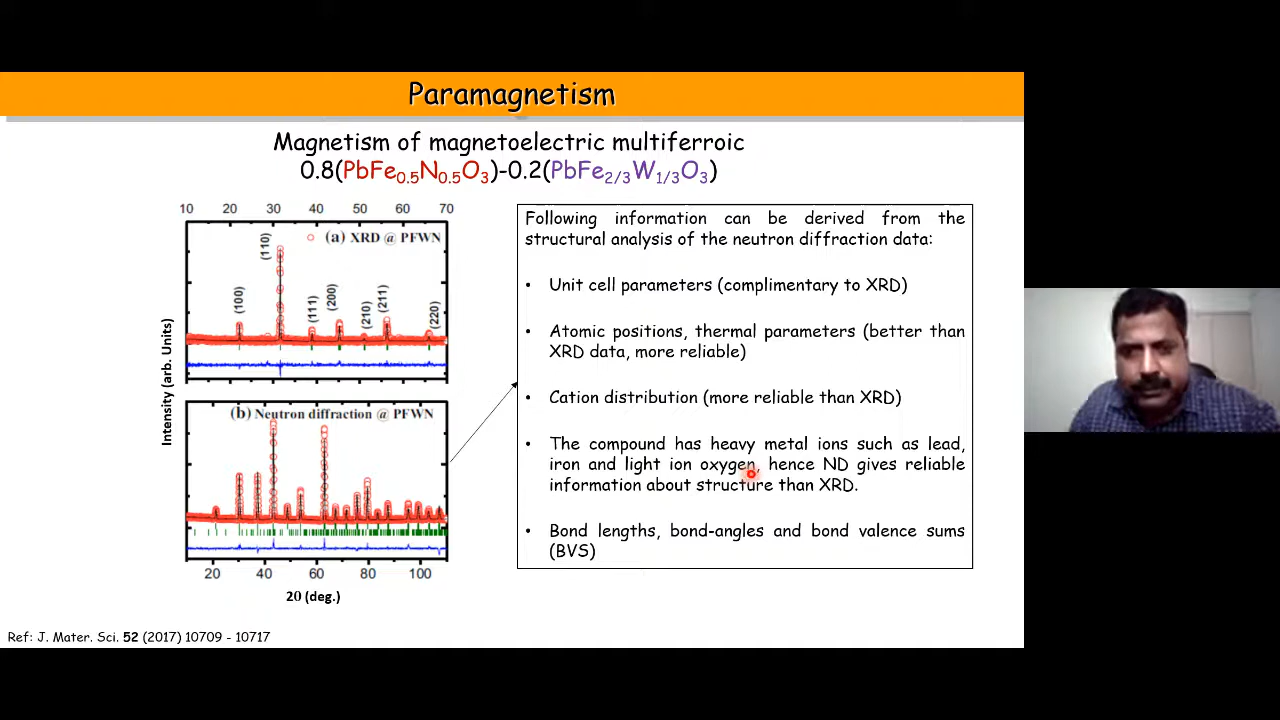 Paramagnetism
Magnetism of magnetoelectric multiferroic
0.8(PbFe0.5N0.5O3)-0.2(PbFe2/3W1/3O3)
10 20 30 40 50 60 70
(a) XRD @ PFWN
(100)
(110)
(111)
(200)
(210)
(211)
(220)
Intensity (arb. Units)
(b) Neutron diffraction @ PFWN
20 40 60 80 100
2θ (deg.)
Following information can be derived from the
structural analysis of the neutron diffraction data:
• Unit cell parameters (complimentary to XRD)
• Atomic positions, thermal parameters (better than
XRD data, more reliable)
• Cation distribution (more reliable than XRD)
• The compound has heavy metal ions such as lead,
iron and light ion oxygen, hence ND gives reliable
information about structure than XRD.
• Bond lengths, bond-angles and bond valence sums
(BVS)
Ref: J. Mater. Sci. 52 (2017) 10709 - 10717